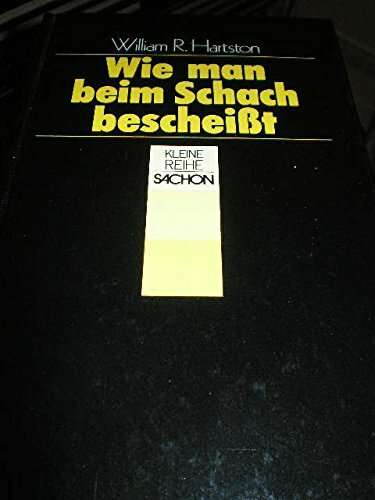 William R. Hartston
Wie man
beim Schach
bescheißt
KLEINE
REIHE
SACHON